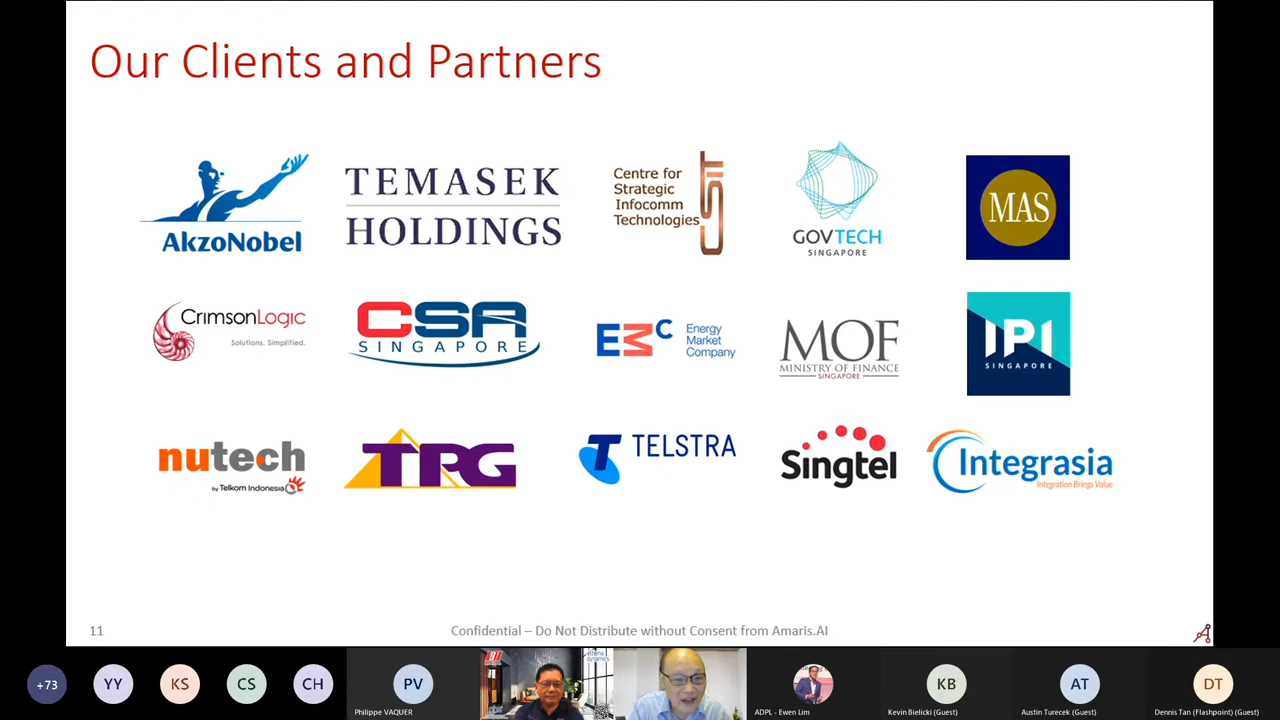 Our Clients and Partners
AkzoNobel
TEMASEK
HOLDINGS
Centre for
Strategic
Infocomm
Technologies
CSIT
GOVTECH
SINGAPORE
MAS
CRIMSONLOGIC
Solutions. Simplified.
CSA
SINGAPORE
EMC
Energy
Market
Company
MOF
MINISTRY OF FINANCE
SINGAPORE
IPI
SINGAPORE
nutech
by Telkom Indonesia
TPG
T TELSTRA
Singtel
Integrasia
Integration Brings Value
11
Confidential – Do Not Distribute without Consent from Amaris.AI
+73
YY
KS
CS
CH
PV
Philippe VAQUER
athena
dynamics
ADPL - Ewen Lim
KB
Kevin Bielicki (Guest)
AT
Austin Turecek (Guest)
DT
Dennis Tan (Flashpoint) (Guest)